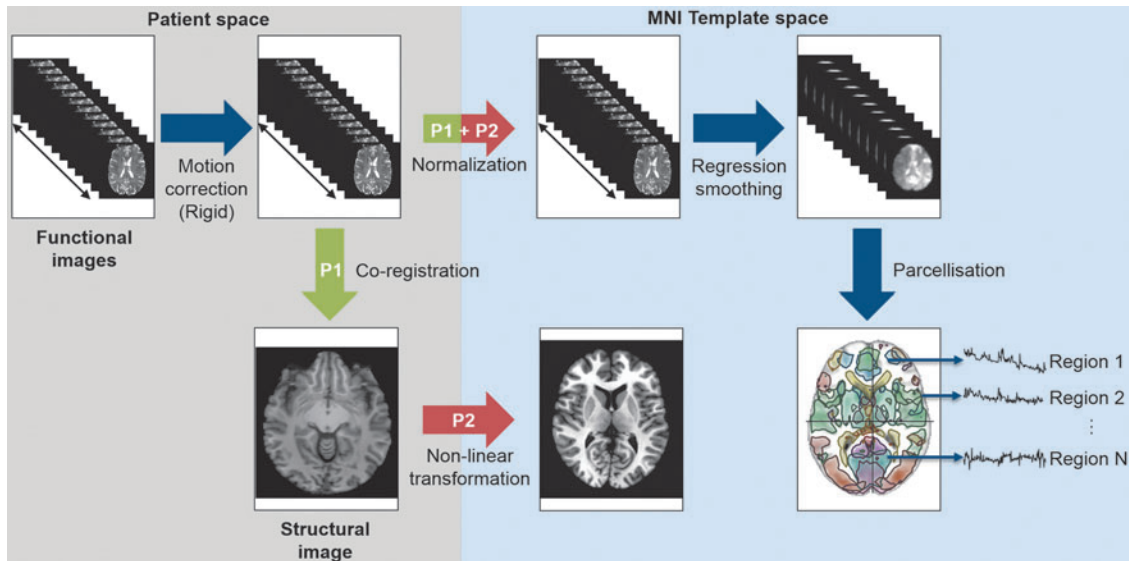 Patient space
MNI Template space
P1 + P2
Motion
correction
(Rigid)
Normalization
Regression
smoothing
Functional
images
P1
Co-registration
Parcellisation
Region 1
Region 2
⋮
Region N
P2
Non-linear
transformation
Structural
image